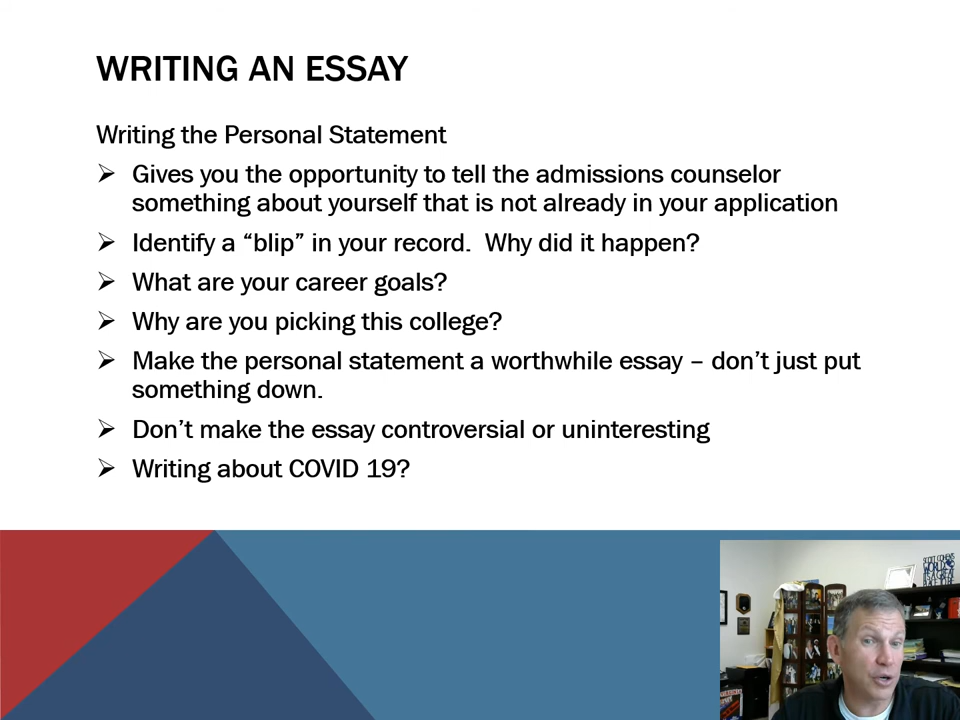 WRITING AN ESSAY
Writing the Personal Statement
Gives you the opportunity to tell the admissions counselor
something about yourself that is not already in your application
Identify a “blip” in your record.  Why did it happen?
What are your career goals?
Why are you picking this college?
Make the personal statement a worthwhile essay – don’t just put
something down.
Don’t make the essay controversial or uninteresting
Writing about COVID 19?